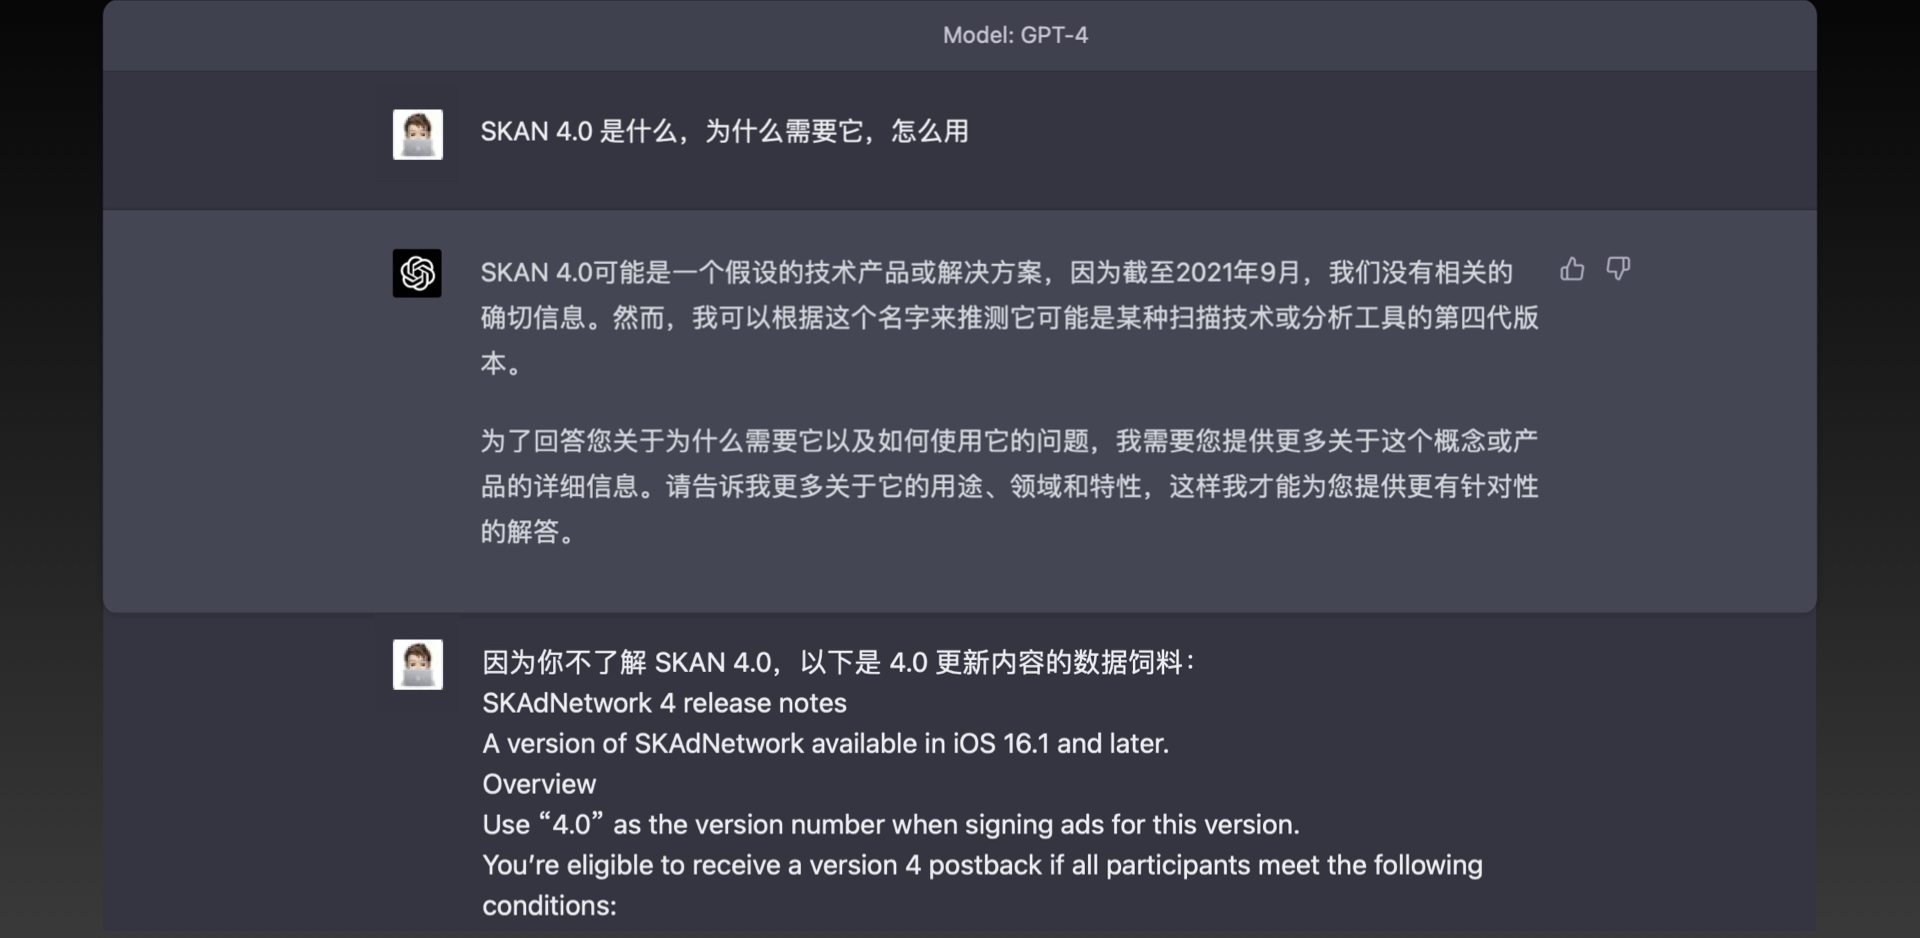 Model: GPT-4
SKAN 4.0 是什么，为什么需要它，怎么用
SKAN 4.0可能是一个假设的技术产品或解决方案，因为截至2021年9月，我们没有相关的
确切信息。然而，我可以根据这个名字来推测它可能是某种扫描技术或分析工具的第四代版
本。
为了回答您关于为什么需要它以及如何使用它的问题，我需要您提供更多关于这个概念或产
品的详细信息。请告诉我更多关于它的用途、领域和特性，这样我才能为您提供更有针对性
的解答。
因为你不了解 SKAN 4.0，以下是 4.0 更新内容的数据饲料：
SKAdNetwork 4 release notes
A version of SKAdNetwork available in iOS 16.1 and later.
Overview
Use “4.0” as the version number when signing ads for this version.
You’re eligible to receive a version 4 postback if all participants meet the following
conditions: